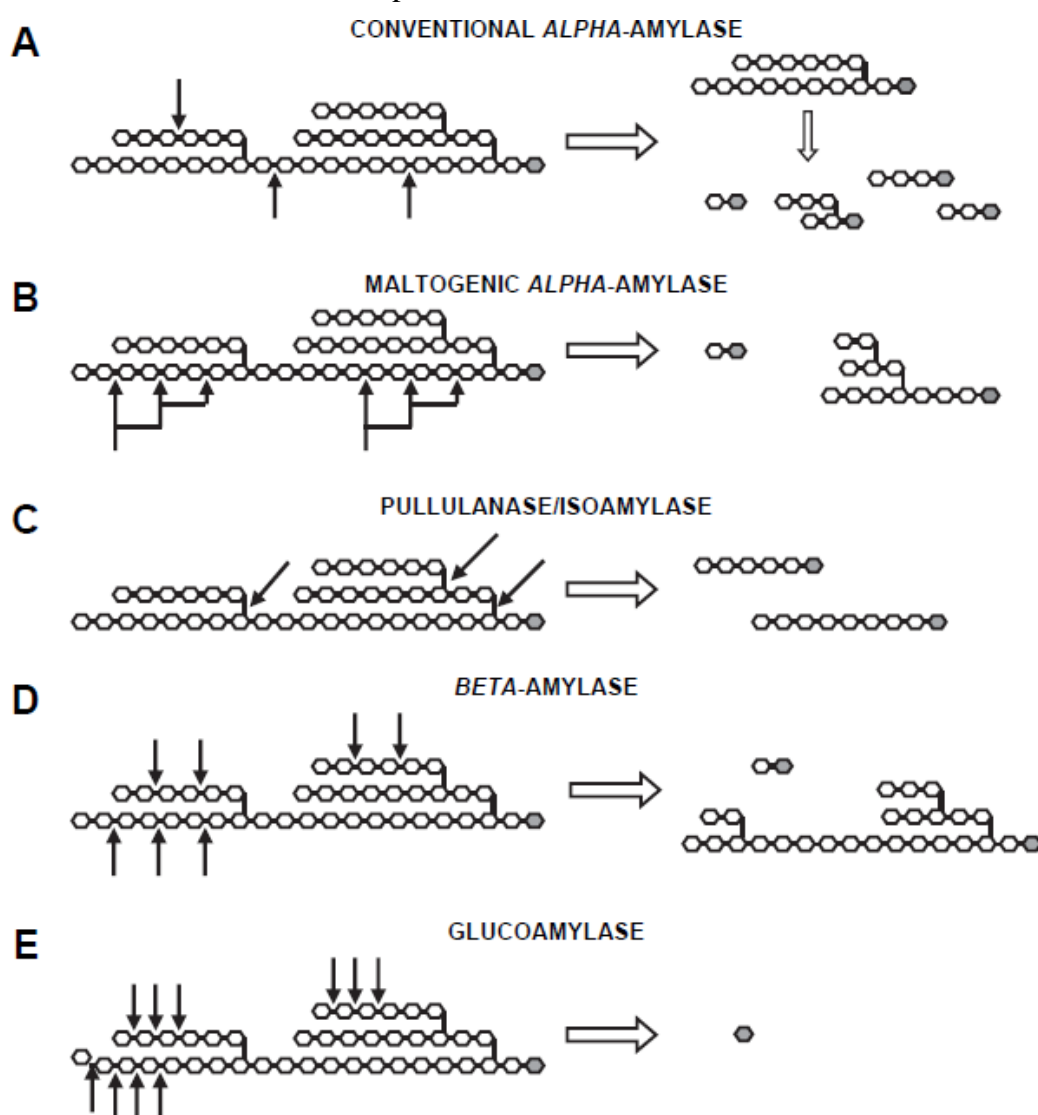 A
CONVENTIONAL ALPHA-AMYLASE
B
MALTOGENIC ALPHA-AMYLASE
C
PULLULANASE/ISOAMYLASE
D
BETA-AMYLASE
E
GLUCOAMYLASE